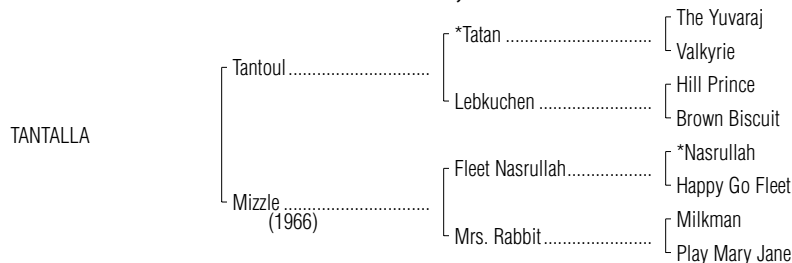 The Yuvaraj
*Tatan ................................
Valkyrie
Tantoul ..............................
Hill Prince
Lebkuchen ........................
Brown Biscuit
TANTALLA
*Nasrullah
Fleet Nasrullah..................
Happy Go Fleet
Mizzle ...............................
(1966)
Milkman
Mrs. Rabbit.......................
Play Mary Jane